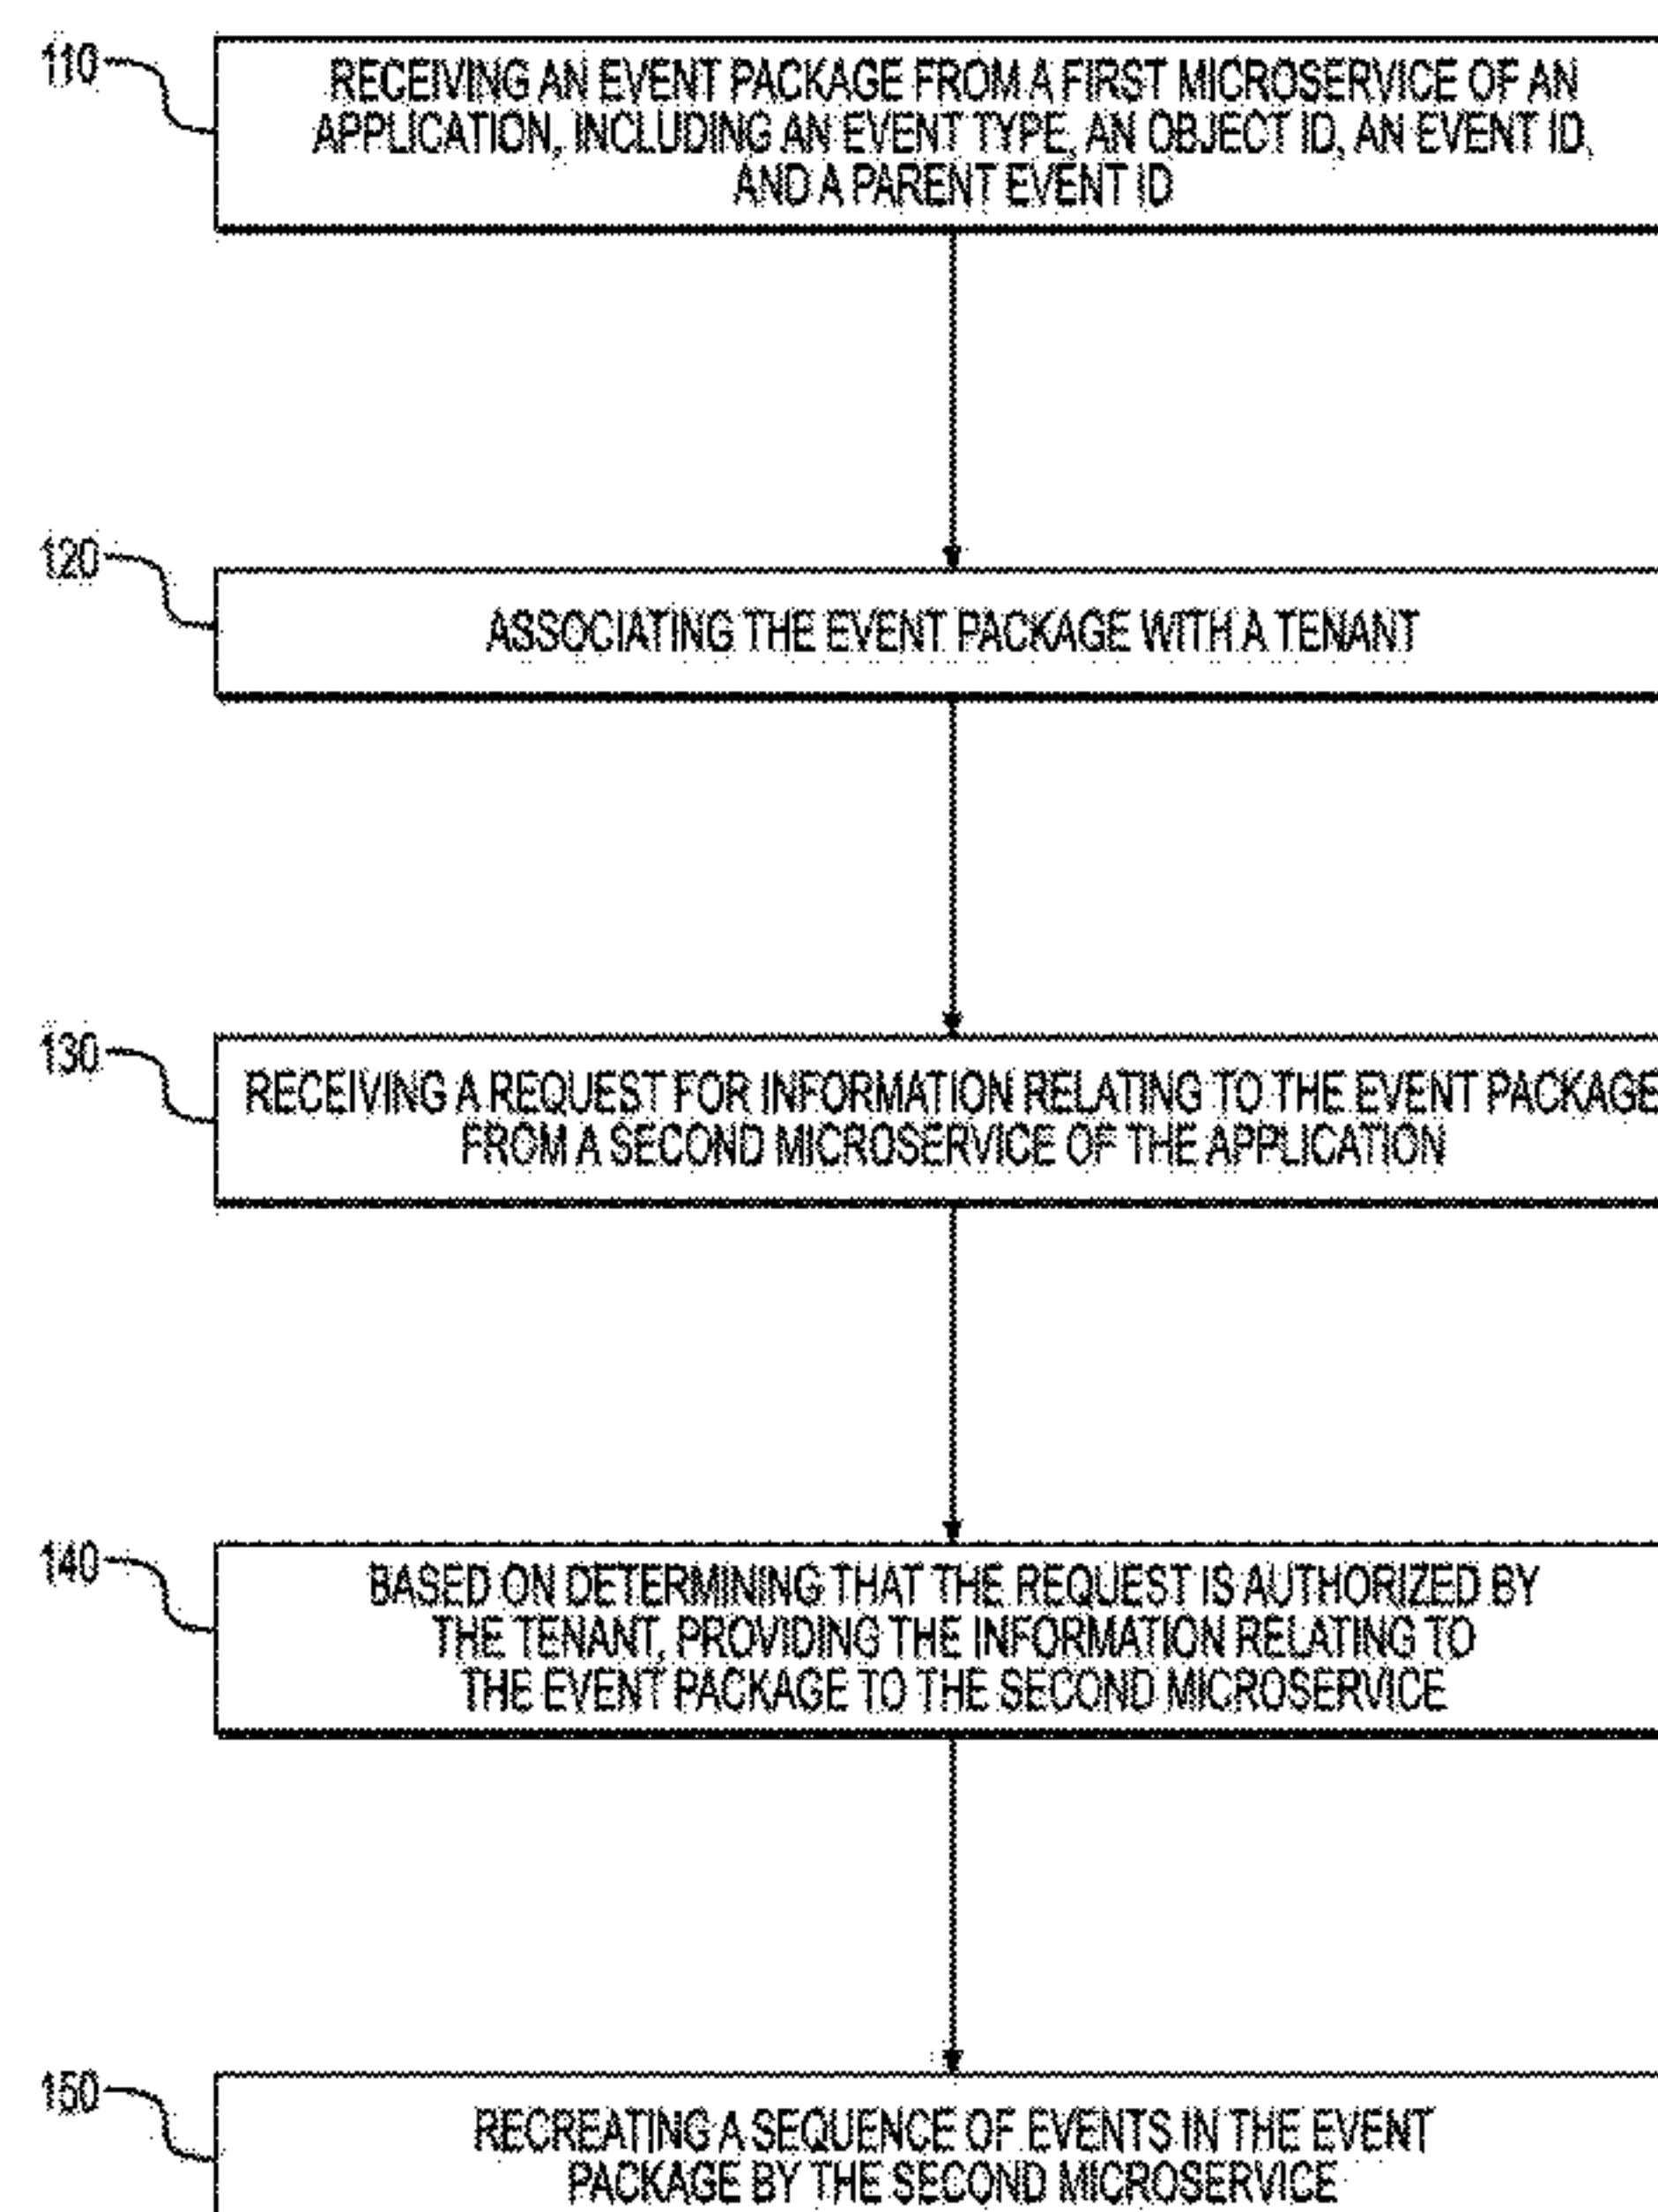 110
RECEIVING AN EVENT PACKAGE FROM A FIRST MICROSERVICE OF AN
APPLICATION, INCLUDING AN EVENT TYPE, AN OBJECT ID, AN EVENT ID,
AND A PARENT EVENT ID
120
ASSOCIATING THE EVENT PACKAGE WITH A TENANT
130
RECEIVING A REQUEST FOR INFORMATION RELATING TO THE EVENT PACKAGE
FROM A SECOND MICROSERVICE OF THE APPLICATION
140
BASED ON DETERMINING THAT THE REQUEST IS AUTHORIZED BY
THE TENANT, PROVIDING THE INFORMATION RELATING TO
THE EVENT PACKAGE TO THE SECOND MICROSERVICE
150
RECREATING A SEQUENCE OF EVENTS IN THE EVENT
PACKAGE BY THE SECOND MICROSERVICE